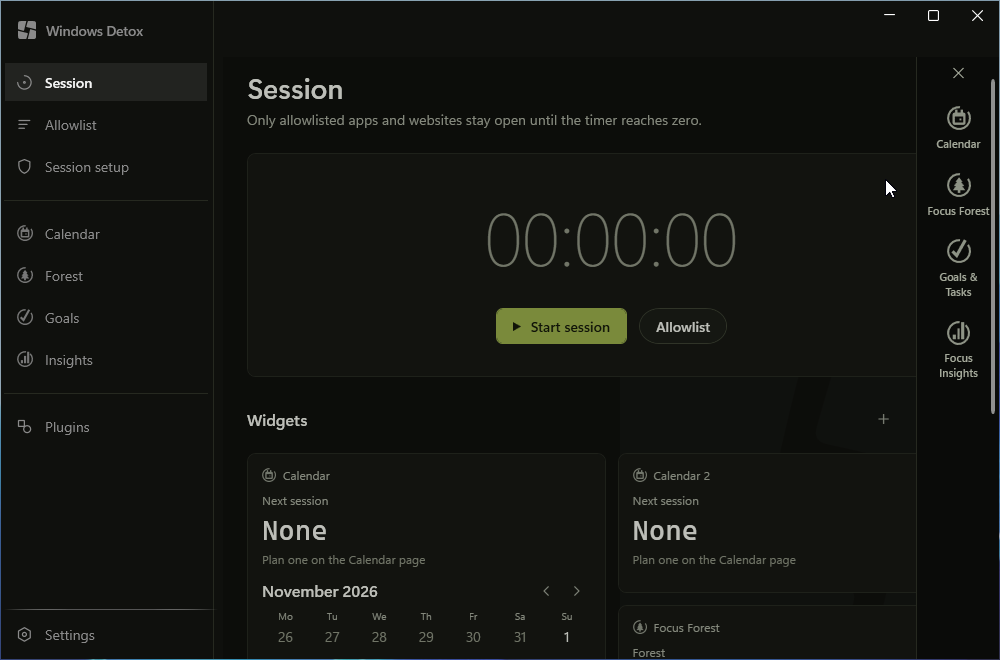 Windows Detox
Session
Allowlist
Session setup
Calendar
Forest
Goals
Insights
Plugins
Settings
Session
Only allowlisted apps and websites stay open until the timer reaches zero.
00:00:00
Start session
Allowlist
Widgets
Calendar
Next session
None
Plan one on the Calendar page
November 2026
Mo Tu We Th Fr Sa Su
26 27 28 29 30 31 1
Calendar 2
Next session
None
Plan one on the Calendar page
Focus Forest
Forest
Calendar
Focus Forest
Goals &
Tasks
Focus
Insights